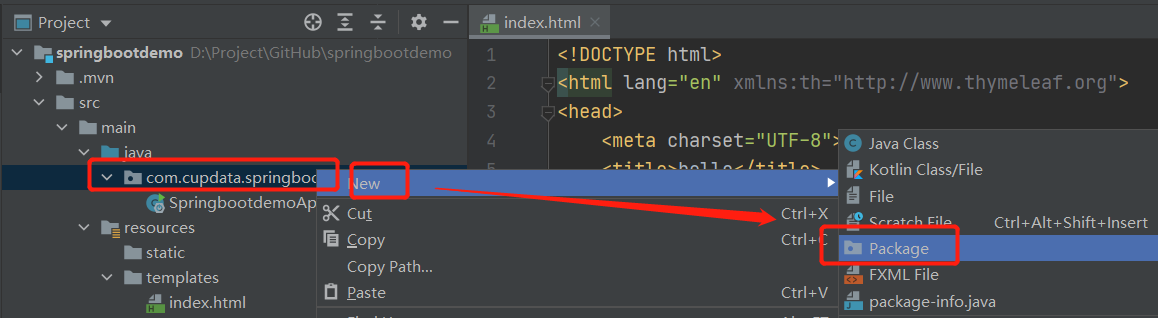 Project
springbootdemo D:\Project\GitHub\springbootdemo
.mvn
src
main
java
com.cupdata.springboo
SpringbootdemoAp
resources
static
templates
index.html
index.html
1 <!DOCTYPE html>
2 <html lang="en" xmlns:th="http://www.thymeleaf.org">
3 <head>
4 <meta charset="UTF-8">
5 <title>hello</title>
New
Cut Ctrl+X
Copy Ctrl+C
Copy Path...
Paste Ctrl+V
Java Class
Kotlin Class/File
File
Scratch File Ctrl+Alt+Shift+Insert
Package
FXML File
package-info.java